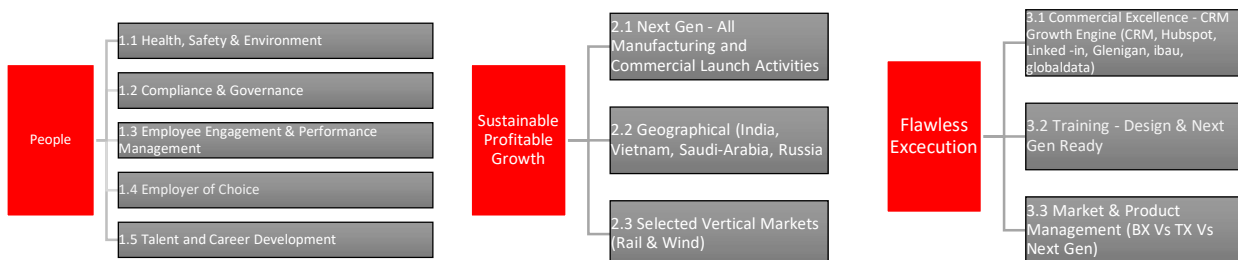 People
1.1 Health, Safety & Environment
1.2 Compliance & Governance
1.3 Employee Engagement & Performance
Management
1.4 Employer of Choice
1.5 Talent and Career Development
Sustainable
Profitable
Growth
2.1 Next Gen - All
Manufacturing and
Commercial Launch Activities
2.2 Geographical (India,
Vietnam, Saudi-Arabia, Russia
2.3 Selected Vertical Markets
(Rail & Wind)
Flawless
Excecution
3.1 Commercial Excellence - CRM
Growth Engine (CRM, Hubspot,
Linked -in, Glenigan, ibau,
globaldata)
3.2 Training - Design & Next
Gen Ready
3.3 Market & Product
Management (BX Vs TX Vs
Next Gen)